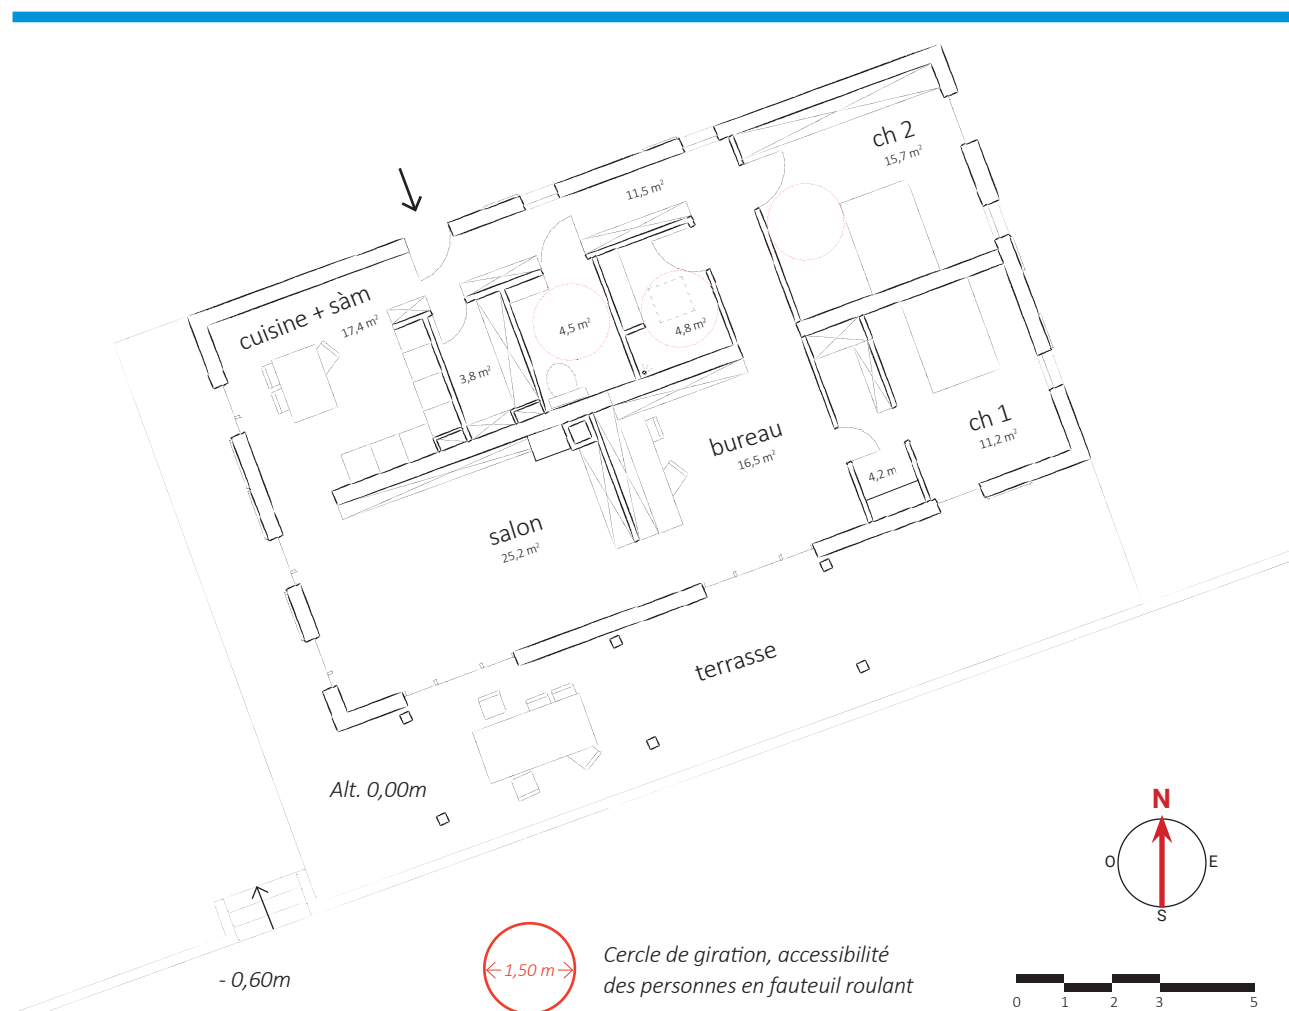 ch 2
15,7 m²
11,5 m²
cuisine + sàm
17,4 m²
4,5 m²
4,8 m²
3,8 m²
ch 1
11,2 m²
bureau
16,5 m²
4,2 m
salon
25,2 m²
terrasse
Alt. 0,00m
N
O
E
S
- 0,60m
1,50 m
Cercle de giration, accessibilité
des personnes en fauteuil roulant
0 1 2 3 5